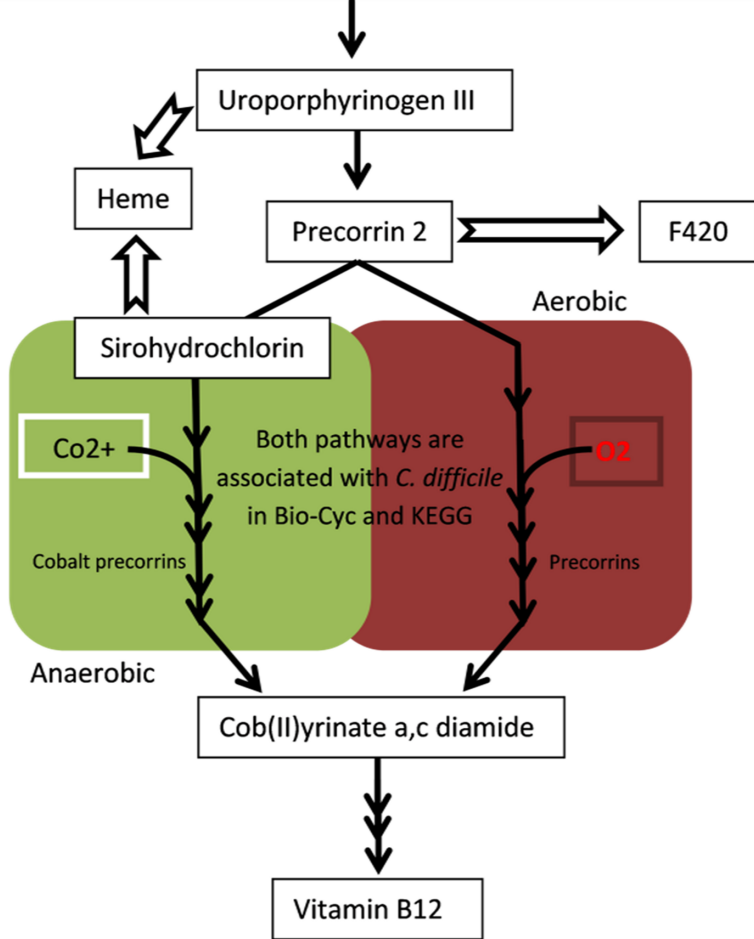 Uroporphyrinogen III
Heme
Precorrin 2
F420
Aerobic
Sirohydrochlorin
Co2+
Both pathways are
associated with C. difficile
in Bio-Cyc and KEGG
O2
Cobalt precorrins
Precorrins
Anaerobic
Cob(II)yrinate a,c diamide
Vitamin B12